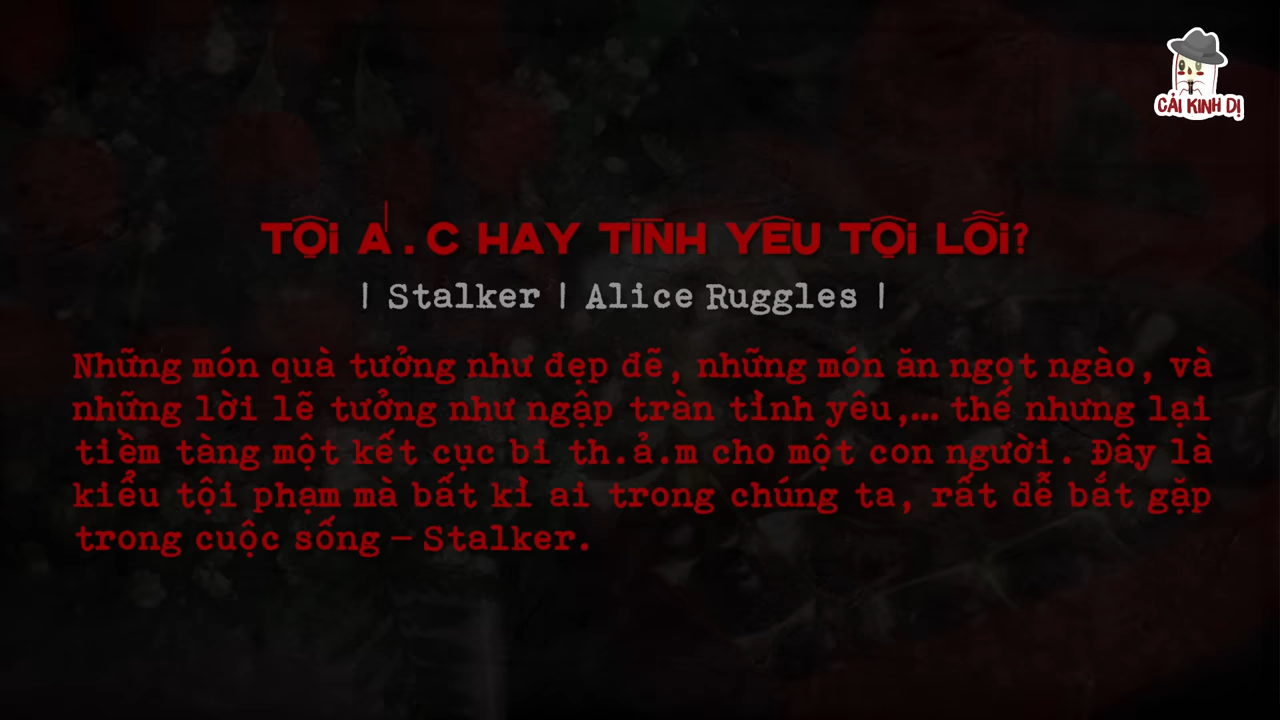 CẢI KINH DỊ
TỘI Á.C HAY TÌNH YÊU TỘI LỖI?
| Stalker | Alice Ruggles |
Những món quà tưởng như đẹp đẽ, những món ăn ngọt ngào, và
những lời lẽ tưởng như ngập tràn tình yêu,… thế nhưng lại
tiềm tàng một kết cục bi th.ả.m cho một con người. Đây là
kiểu tội phạm mà bất kì ai trong chúng ta, rất dễ bắt gặp
trong cuộc sống – Stalker.